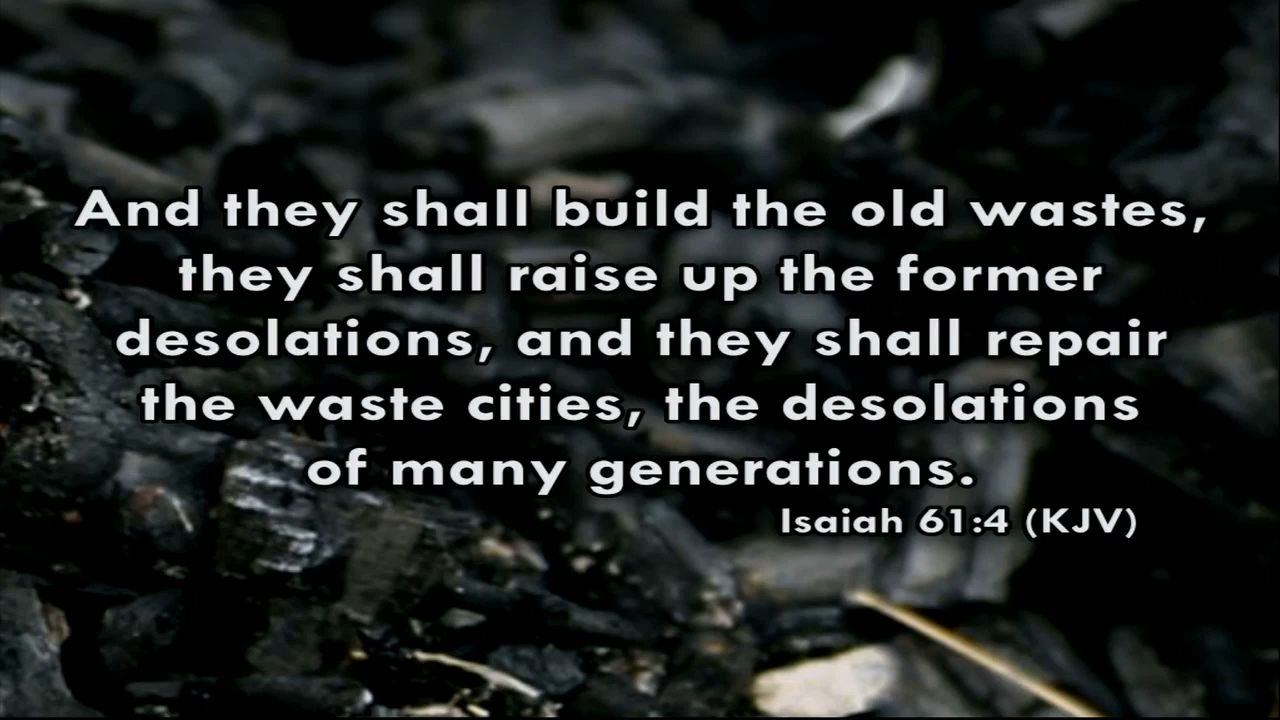 And they shall build the old wastes,
they shall raise up the former
desolations, and they shall repair
the waste cities, the desolations
of many generations.
Isaiah 61:4 (KJV)